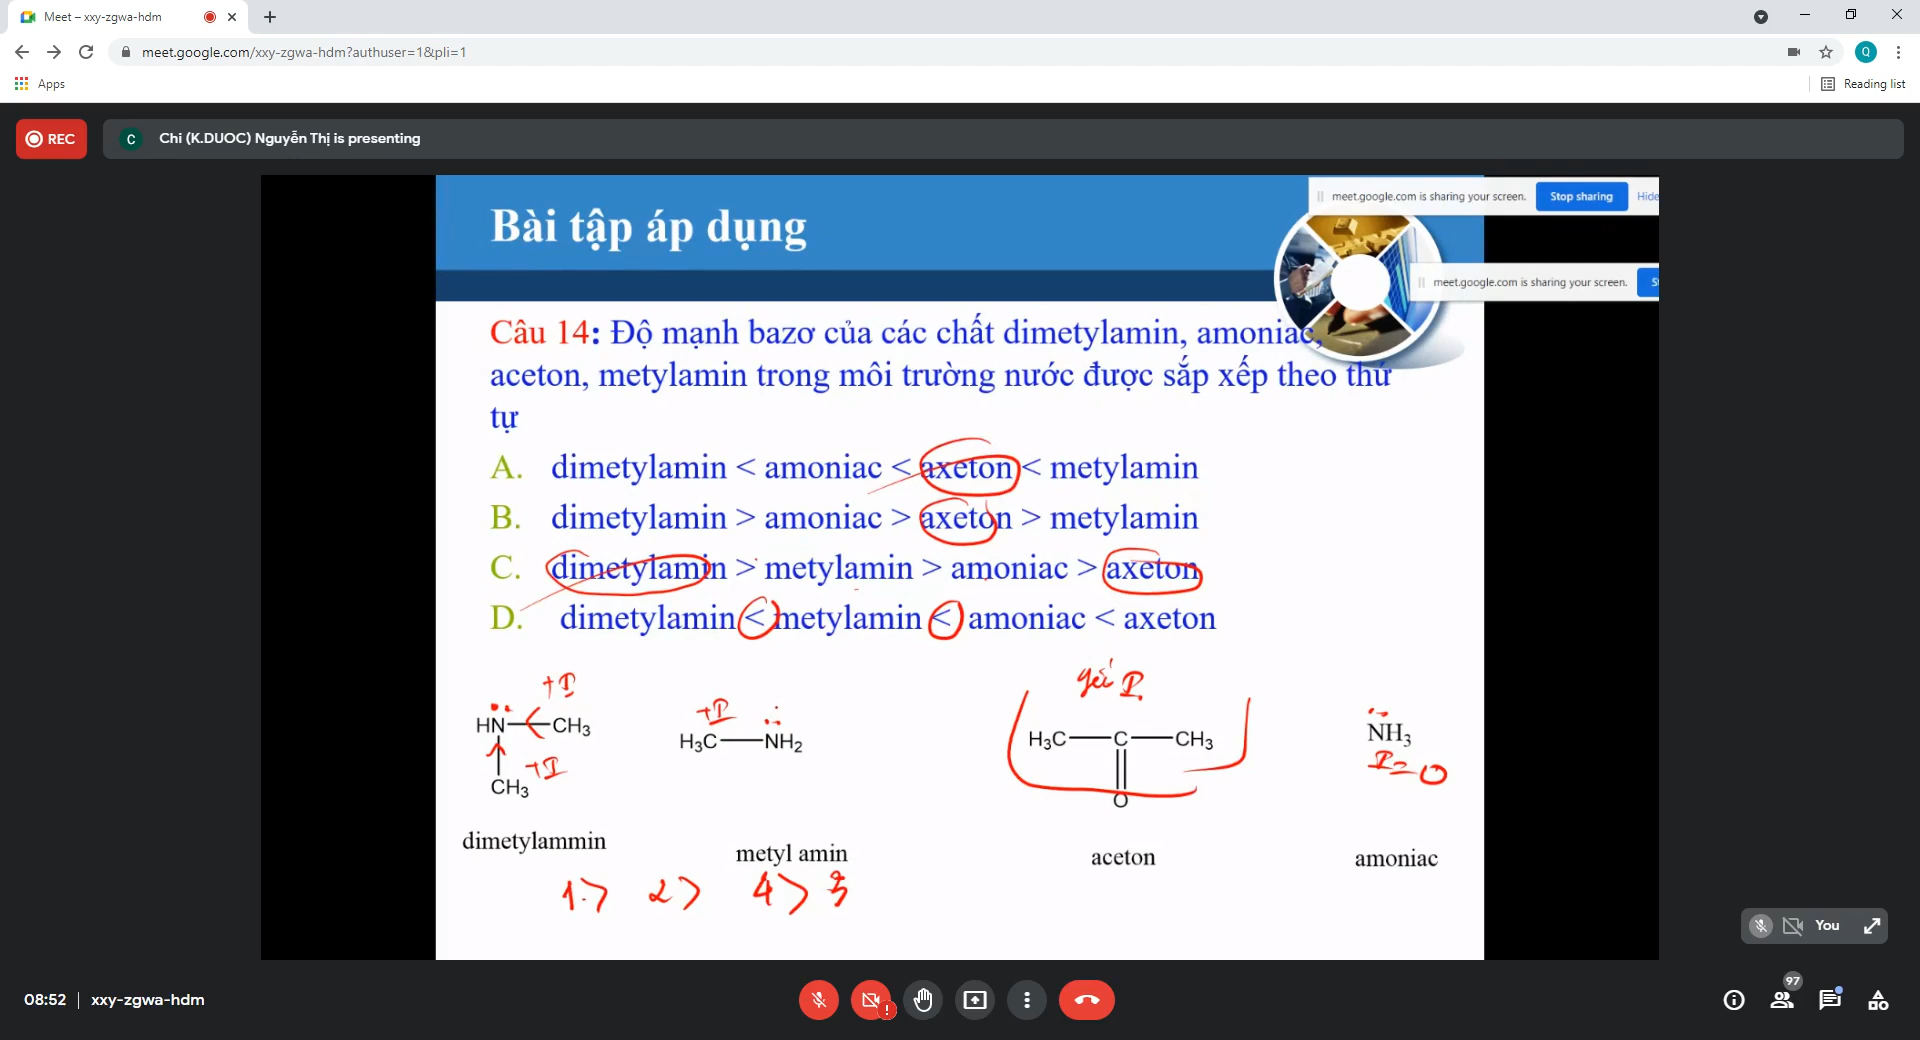 Meet – xxy-zgwa-hdm
meet.google.com/xxy-zgwa-hdm?authuser=1&pli=1
Q
Apps
Reading list
REC
C
Chi (K.DUOC) Nguyễn Thị is presenting
meet.google.com is sharing your screen.
Stop sharing
Hide
Bài tập áp dụng
meet.google.com is sharing your screen.
S
Câu 14: Độ mạnh bazơ của các chất dimetylamin, amoniac,
aceton, metylamin trong môi trường nước được sắp xếp theo thứ
tự
A. dimetylamin < amoniac < axeton < metylamin
B. dimetylamin > amoniac > axeton > metylamin
C. dimetylamin > metylamin > amoniac > axeton
D. dimetylamin < metylamin < amoniac < axeton
+I
+I
HN CH3
+I
CH3
H3C NH2
I
H3C C CH3
O
NH3
I = 0
dimetylammin
metyl amin
aceton
amoniac
1 > 2 > 4 > 3
You
08:52 | xxy-zgwa-hdm
97